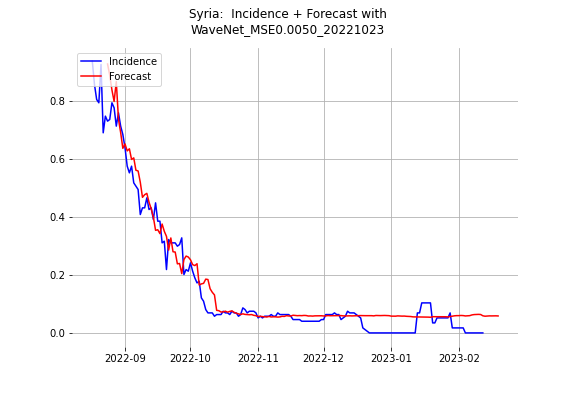 Syria:  Incidence + Forecast with
WaveNet_MSE0.0050_20221023
Incidence
Forecast
0.8
0.6
0.4
0.2
0.0
2022-09
2022-10
2022-11
2022-12
2023-01
2023-02